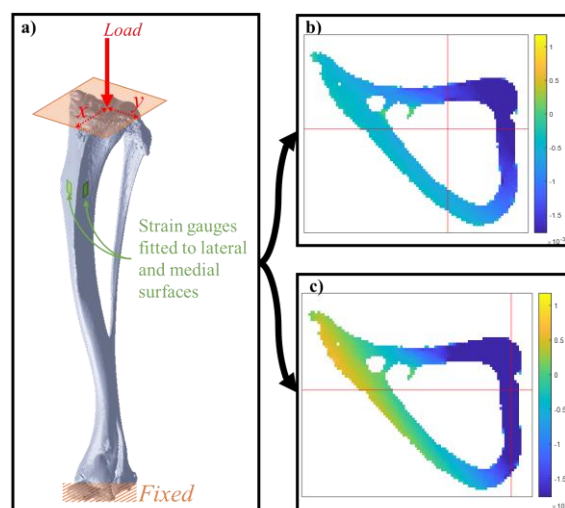 a)
Load
x
y
Strain gauges
fitted to lateral
and medial
surfaces
Fixed
b)
1
0.5
0
-0.5
-1
-1.5
c)
1
0.5
0
-0.5
-1
-1.5